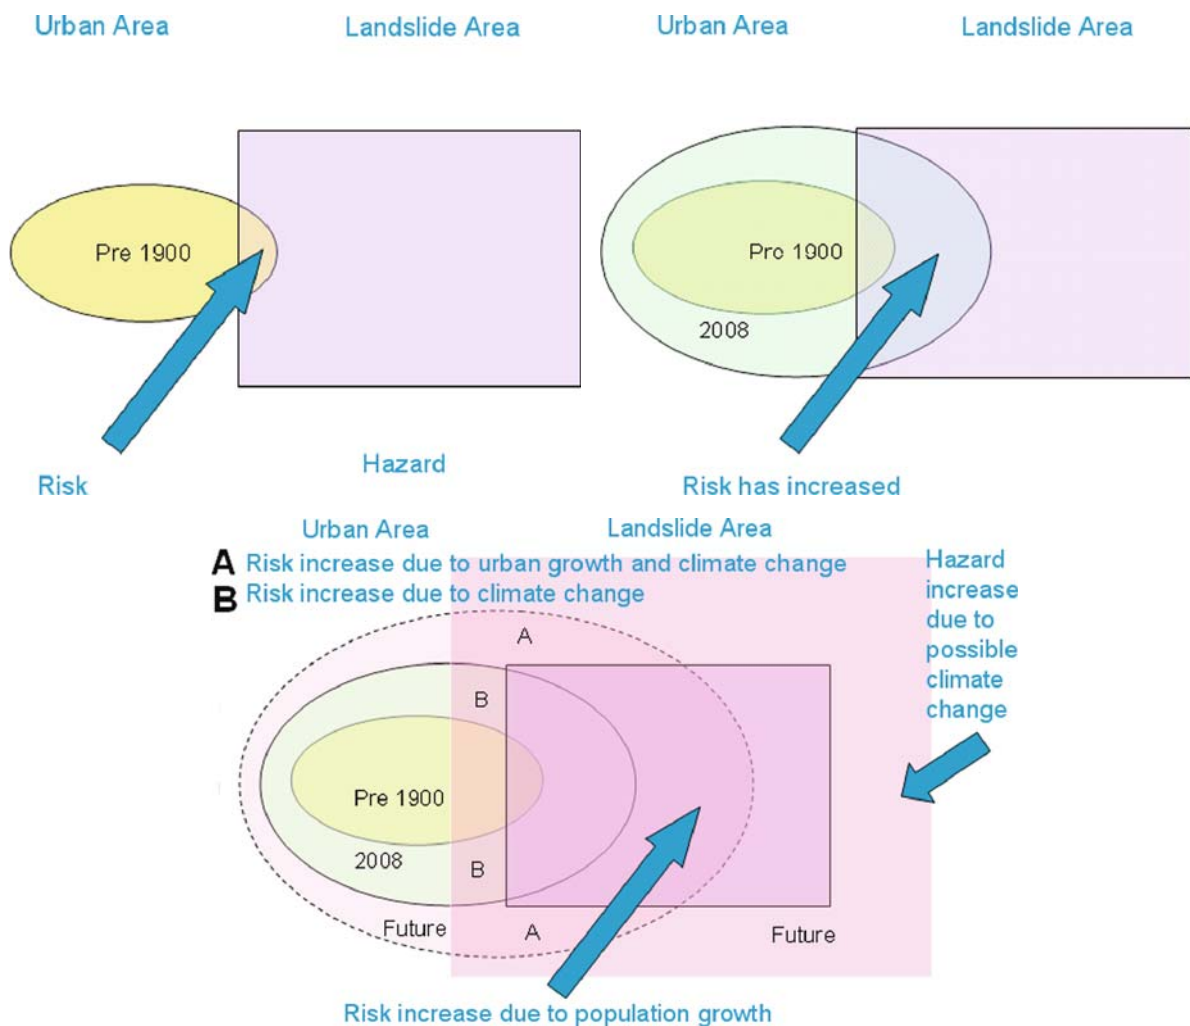 Urban Area
Landslide Area
Urban Area
Landslide Area
Pre 1900
Pro 1900
2008
Hazard
Risk
Risk has increased
Urban Area
Landslide Area
A Risk increase due to urban growth and climate change
B Risk increase due to climate change
Hazard
increase
due to
possible
climate
change
A
B
Pre 1900
2008
B
Future
A
Future
Risk increase due to population growth